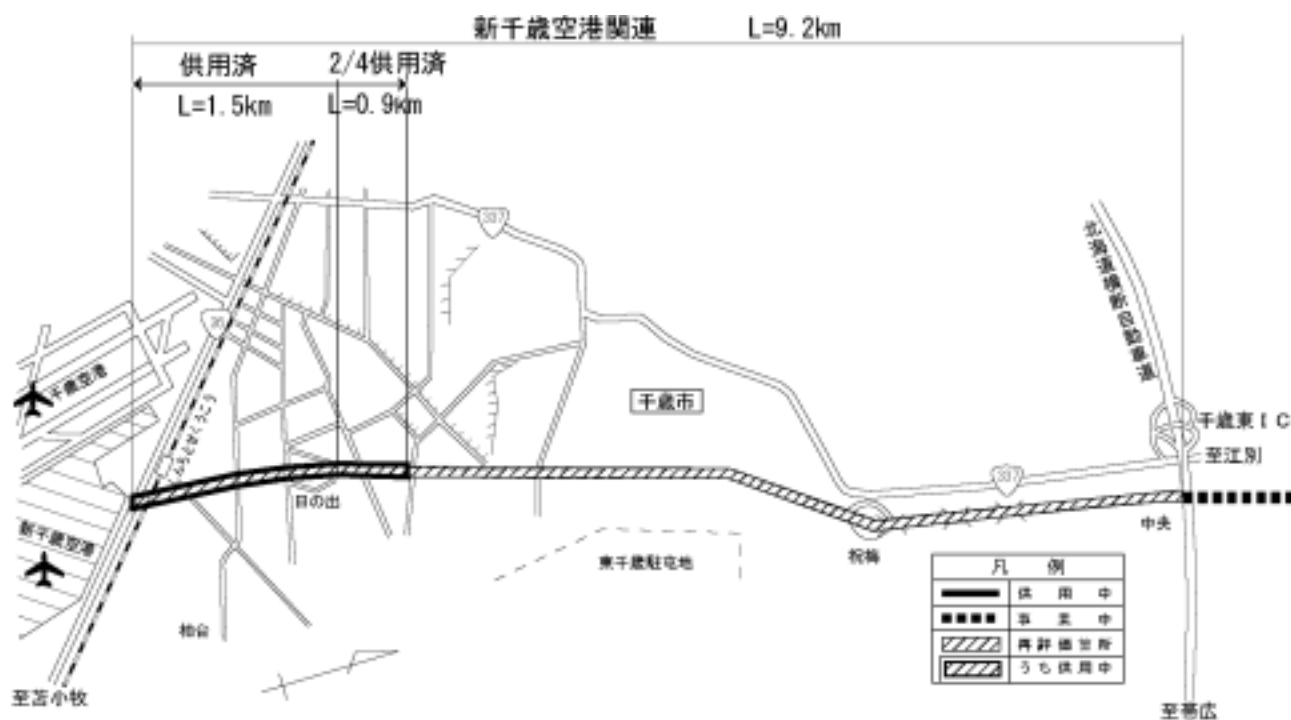 新千歳空港関連 L=9.2km
供用済
2/4供用済
L=1.5km
L=0.9km
337
36
北海道横断自動車道
千歳空港
千歳市
千歳東IC
至江別
337
日の出
新千歳空港
中央
祝梅
東千歳駐屯地
柏台
凡 例
供 用 中
事 業 中
再評価箇所
うち供用中
至苫小牧
至帯広